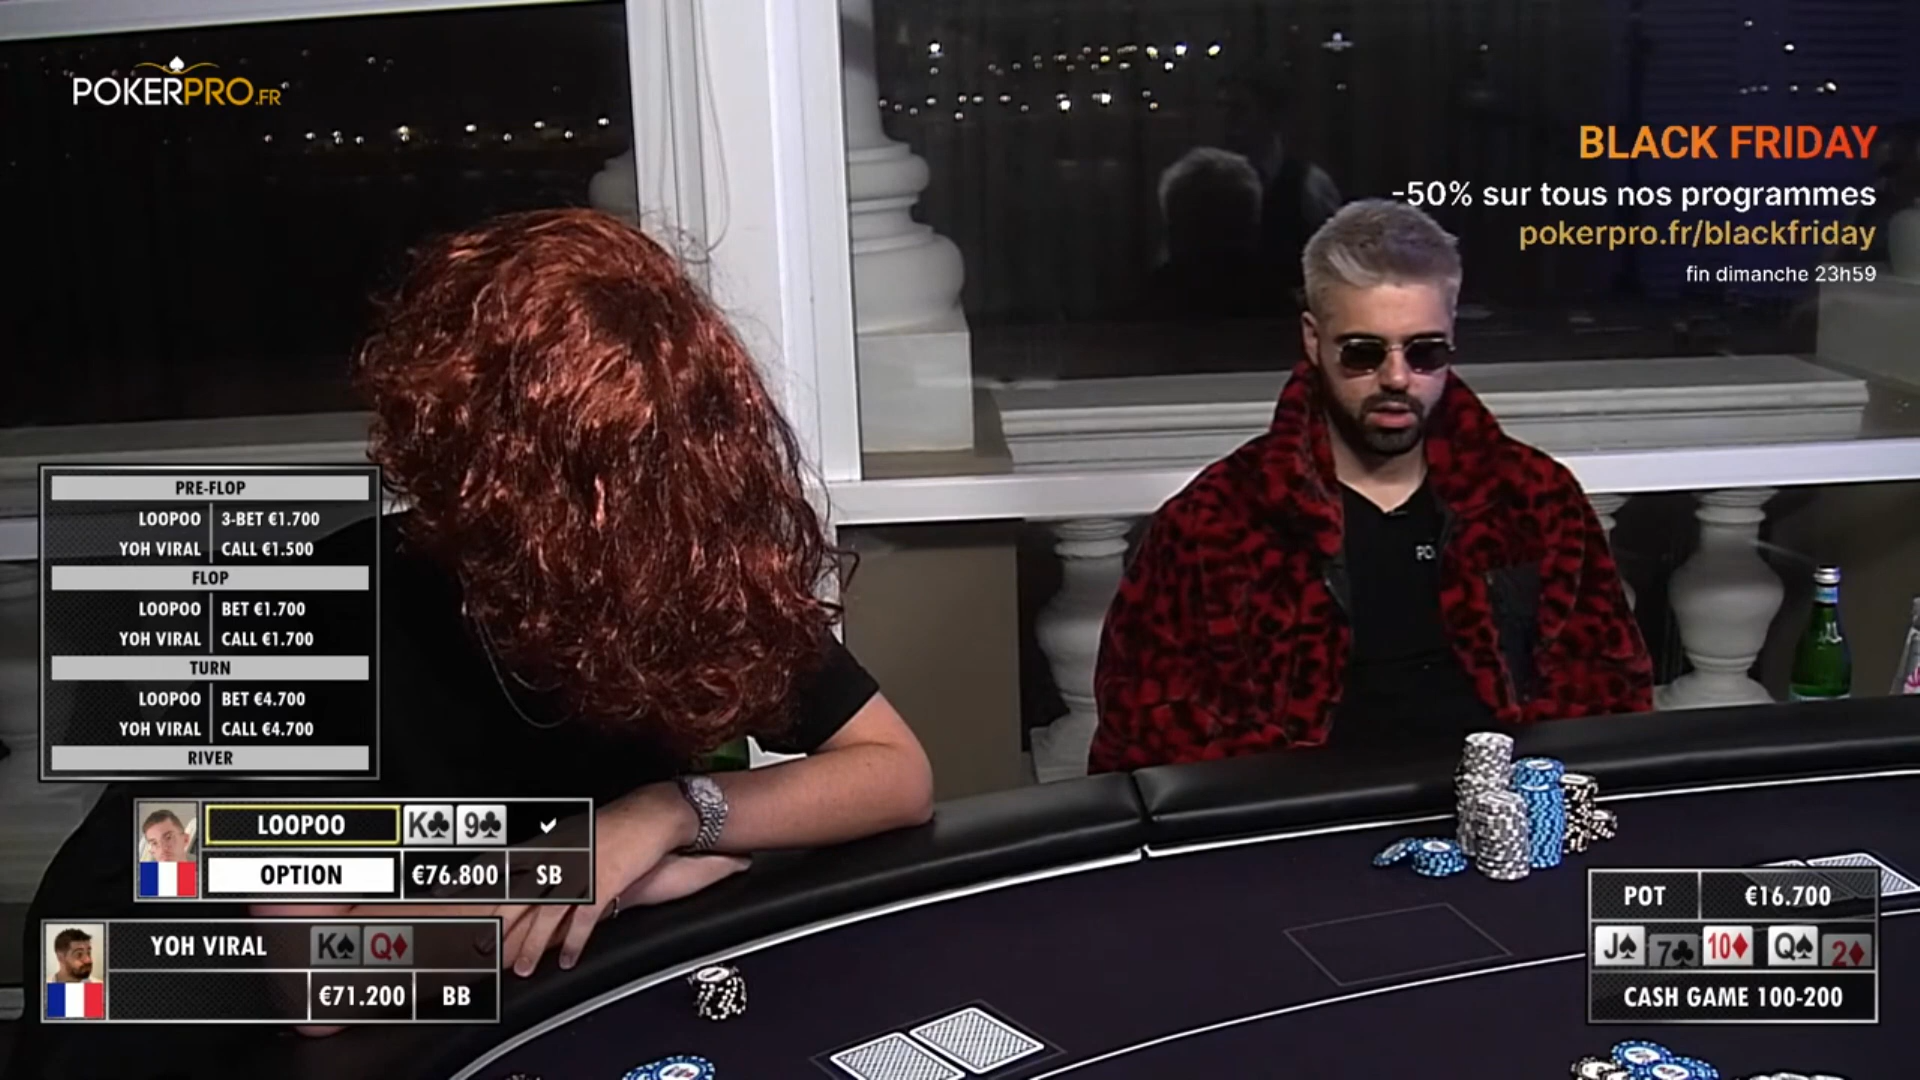 POKERPRO.FR
BLACK FRIDAY
-50% sur tous nos programmes
pokerpro.fr/blackfriday
fin dimanche 23h59
PRE-FLOP
LOOPOO 3-BET €1.700
YOH VIRAL CALL €1.500
FLOP
LOOPOO BET €1.700
YOH VIRAL CALL €1.700
TURN
LOOPOO BET €4.700
YOH VIRAL CALL €4.700
RIVER
LOOPOO K♣ 9♣
OPTION €76.800 SB
YOH VIRAL K♠ Q♦
€71.200 BB
PO
POT €16.700
J♠ 7♣ 10♦ Q♠ 2♦
CASH GAME 100-200